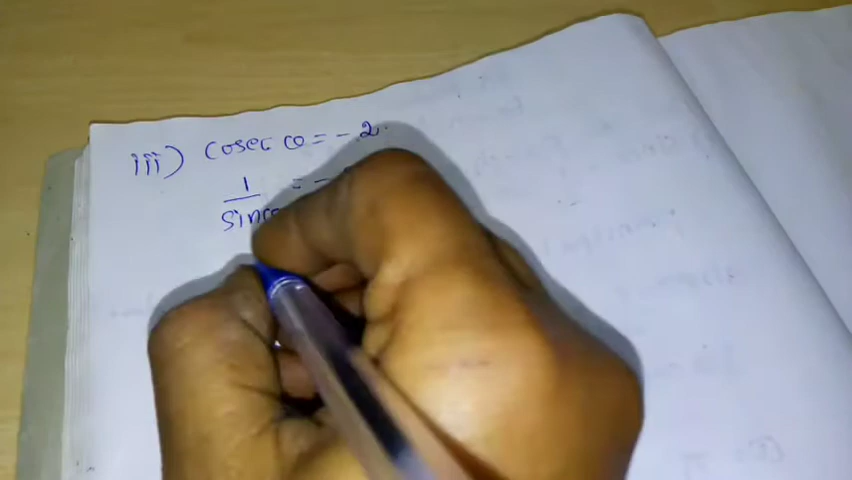 iii) cosec ω = - 2.
1
sin
= -